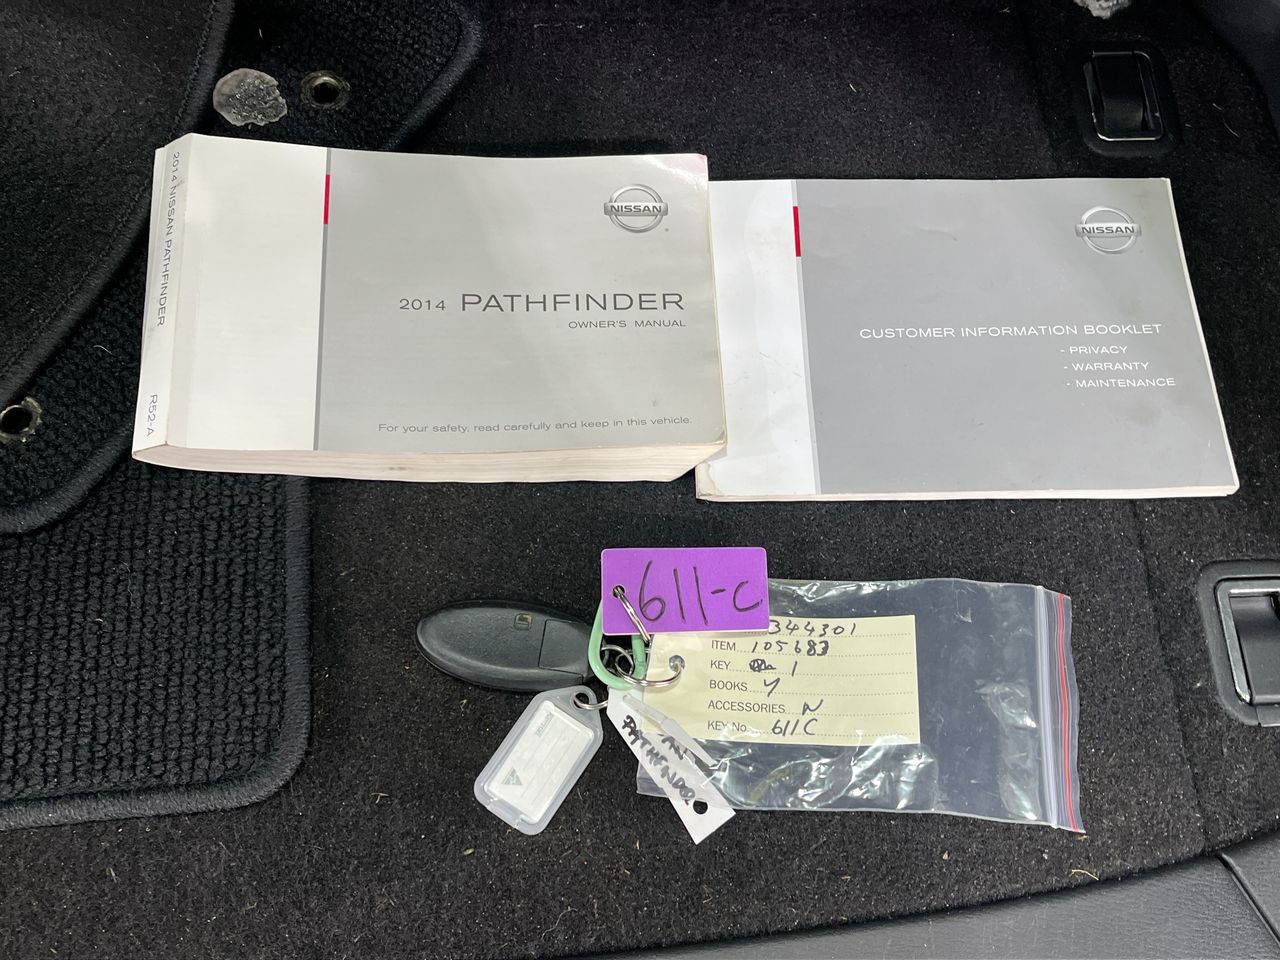 2014 NISSAN PATHFINDER R52-A
NISSAN
2014 PATHFINDER
OWNER'S MANUAL
For your safety, read carefully and keep in this vehicle.
NISSAN
CUSTOMER INFORMATION BOOKLET
- PRIVACY
- WARRANTY
- MAINTENANCE
611-C
344301
ITEM 105683
KEY 1
BOOKS Y
ACCESSORIES N
KEY No. 611C
PATHFINDER